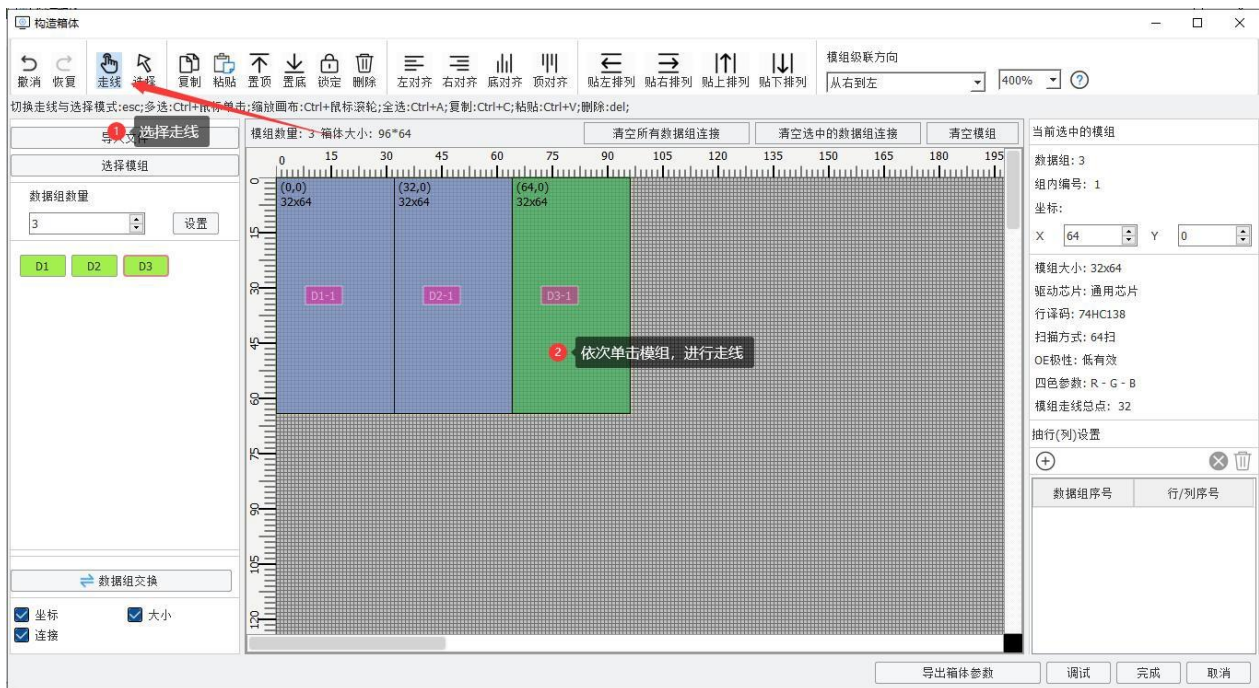 构造箱体
撤消 恢复 走线 选择 复制 粘贴 置顶 置底 锁定 删除 左对齐 右对齐 底对齐 顶对齐 贴左排列 贴右排列 贴上排列 贴下排列
模组级联方向
从右到左
400%
切换走线与选择模式:esc;多选:Ctrl+鼠标单击;缩放画布:Ctrl+鼠标滚轮;全选:Ctrl+A;复制:Ctrl+C;粘贴:Ctrl+V;删除:del;
1 选择走线
选择模组
数据组数量
3 设置
D1 D2 D3
数据组交换
坐标 大小
连接
模组数量: 3 箱体大小: 96*64
清空所有数据组连接 清空选中的数据组连接 清空模组
0 15 30 45 60 75 90 105 120 135 150 165 180 195
0 15 30 45 60 75 90 105 120
(0,0) (32,0) (64,0)
32x64 32x64 32x64
D1-1 D2-1 D3-1
2 依次单击模组，进行走线
当前选中的模组
数据组: 3
组内编号: 1
坐标:
X 64 Y 0
模组大小: 32x64
驱动芯片: 通用芯片
行译码: 74HC138
扫描方式: 64扫
OE极性: 低有效
四色参数: R - G - B
模组走线总点: 32
抽行(列)设置
数据组序号 行/列序号
导出箱体参数 调试 完成 取消